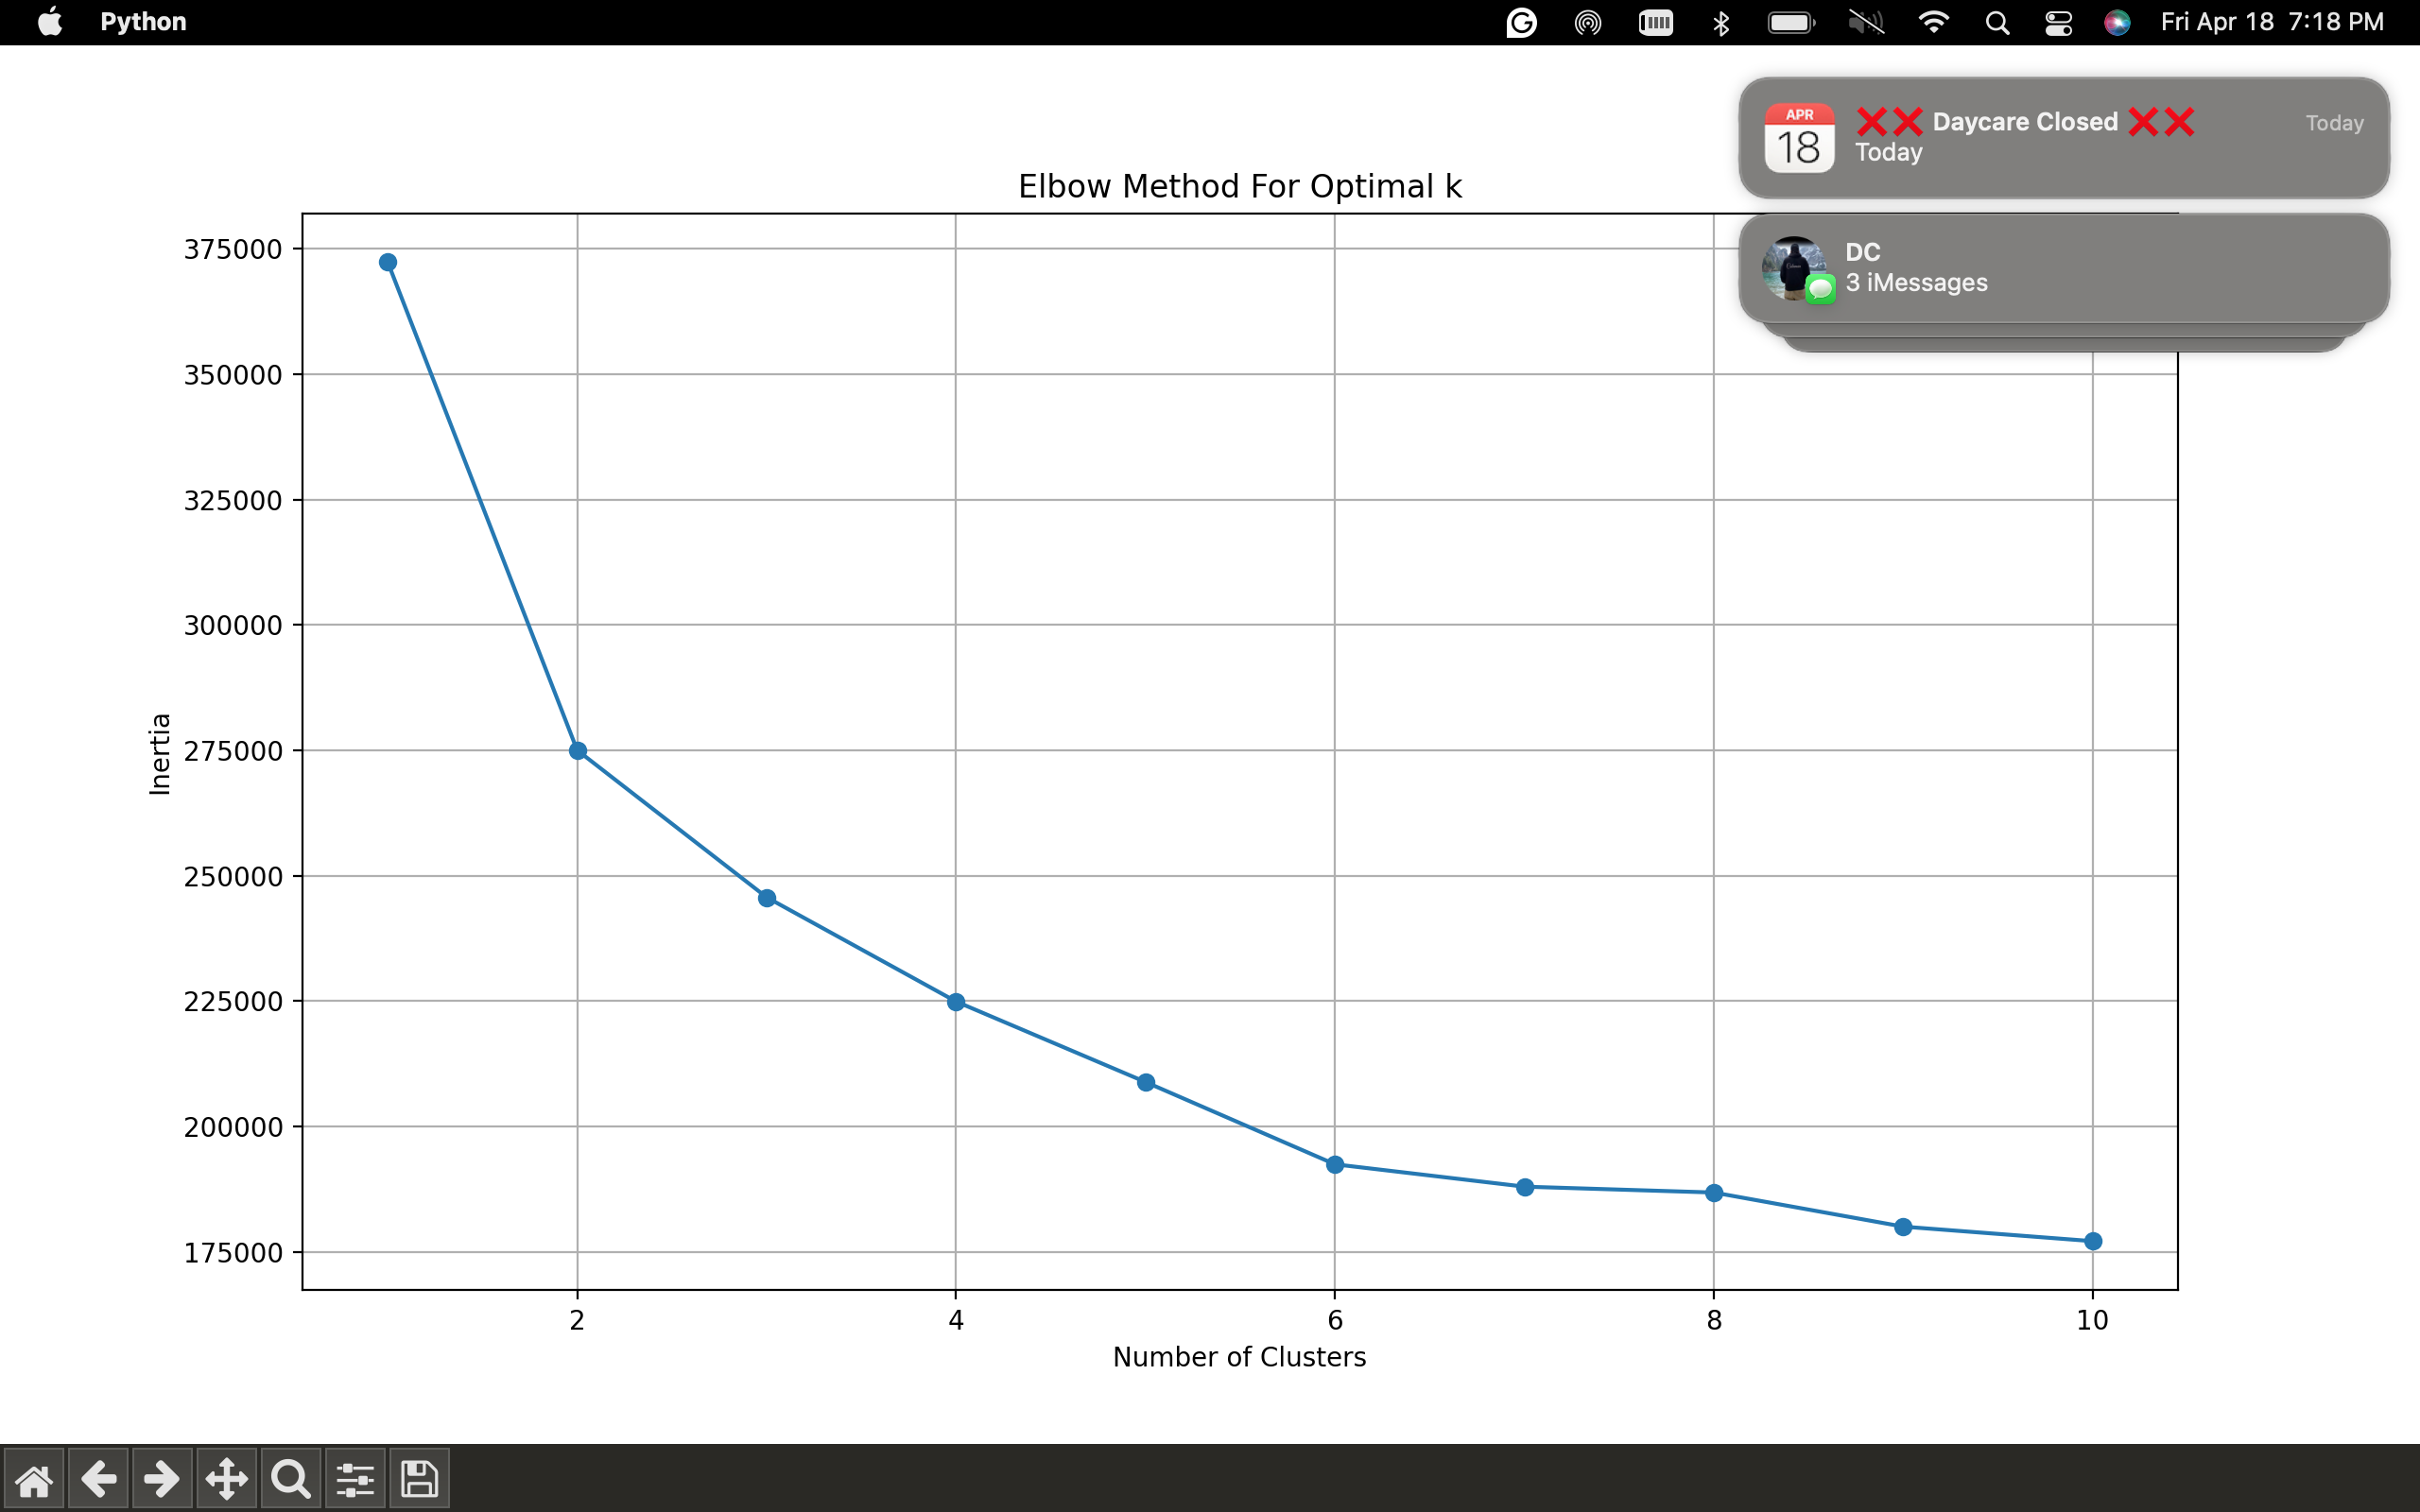 Python
Fri Apr 18 7:18 PM
APR
18
❌❌ Daycare Closed ❌❌
Today
Today
DC
3 iMessages
Elbow Method For Optimal k
375000
350000
325000
300000
275000
250000
225000
200000
175000
Inertia
2 4 6 8 10
Number of Clusters